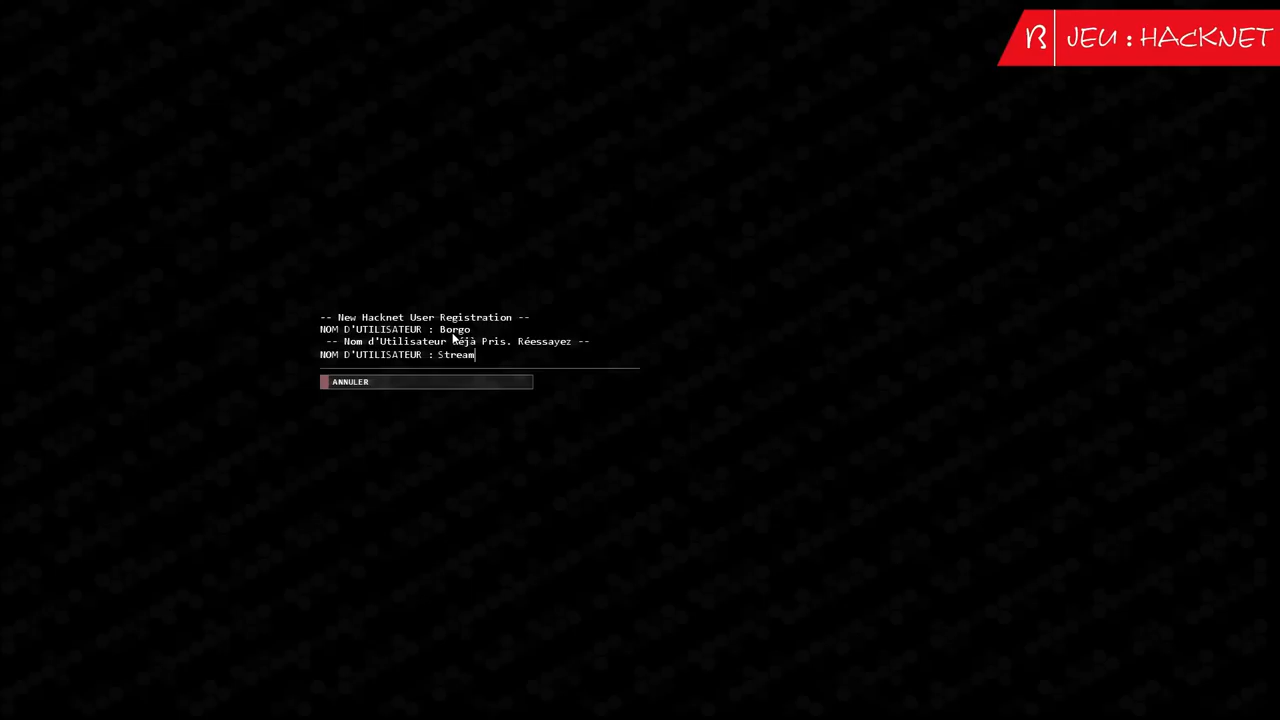 B JEU : HACKNET
-- New Hacknet User Registration --
NOM D'UTILISATEUR : Borgo
-- Nom d'Utilisateur déjà Pris. Réessayez --
NOM D'UTILISATEUR : Stream
ANNULER